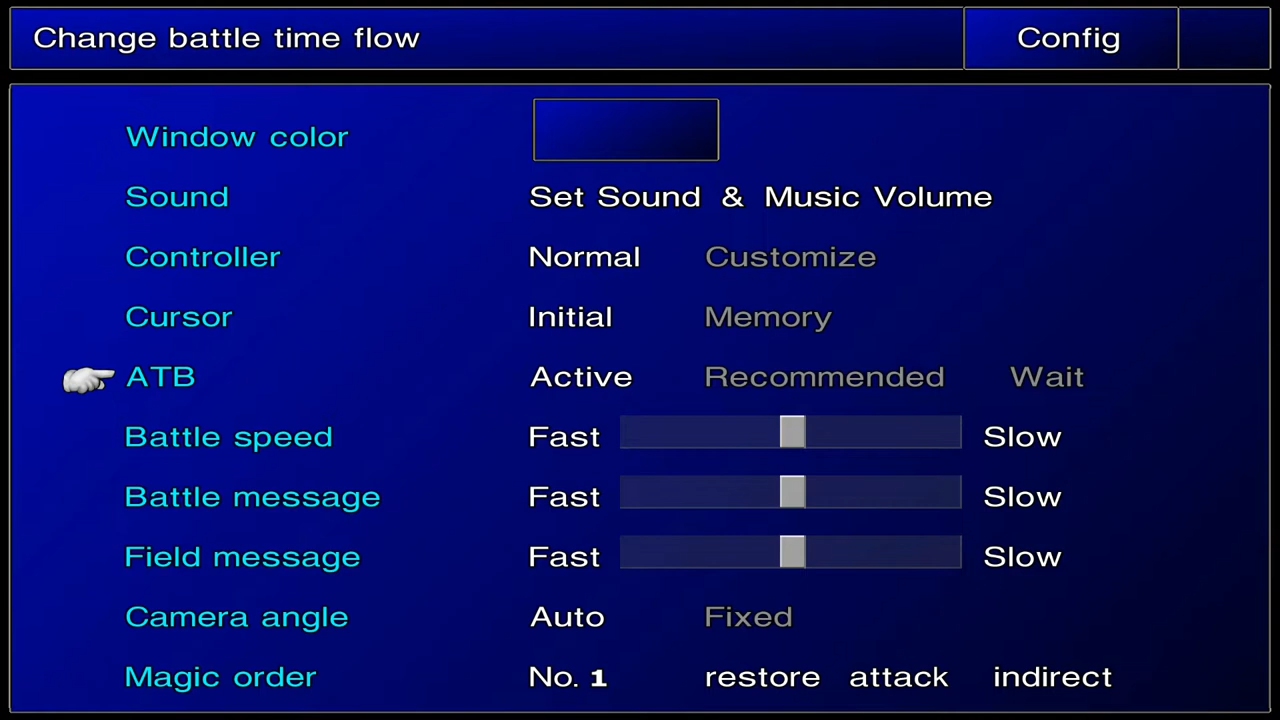 Change battle time flow Config
Window color
Sound Set Sound & Music Volume
Controller Normal Customize
Cursor Initial Memory
ATB Active Recommended Wait
Battle speed Fast Slow
Battle message Fast Slow
Field message Fast Slow
Camera angle Auto Fixed
Magic order No. 1 restore attack indirect